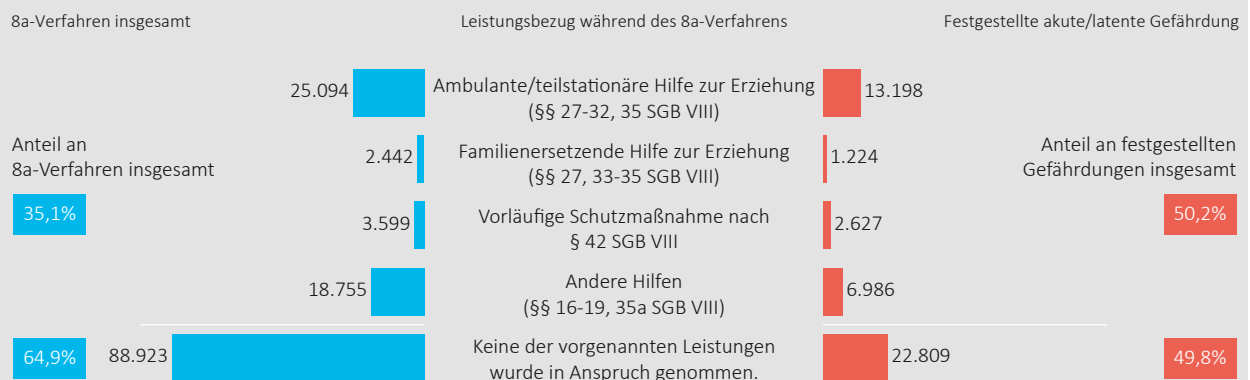 8a-Verfahren insgesamt
Leistungsbezug während des 8a-Verfahrens
Festgestellte akute/latente Gefährdung
25.094
Ambulante/teilstationäre Hilfe zur Erziehung
(§§ 27-32, 35 SGB VIII)
13.198
Anteil an
8a-Verfahren insgesamt
35,1%
2.442
Familienersetzende Hilfe zur Erziehung
(§§ 27, 33-35 SGB VIII)
1.224
Anteil an festgestellten
Gefährdungen insgesamt
50,2%
3.599
Vorläufige Schutzmaßnahme nach
§ 42 SGB VIII
2.627
18.755
Andere Hilfen
(§§ 16-19, 35a SGB VIII)
6.986
64,9%
88.923
Keine der vorgenannten Leistungen
wurde in Anspruch genommen.
22.809
49,8%